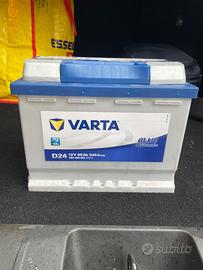 ESSE
VARTA
BLUE
dynamic
D24 12V 60Ah 540A
subito